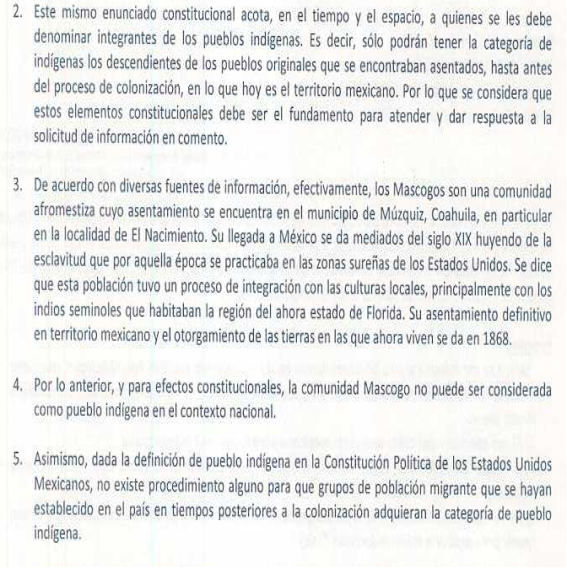 2. Este mismo enunciado constitucional acota, en el tiempo y el espacio, a quienes se les debe
denominar integrantes de los pueblos indígenas. Es decir, sólo podrán tener la categoría de
indígenas los descendientes de los pueblos originales que se encontraban asentados, hasta antes
del proceso de colonización, en lo que hoy es el territorio mexicano. Por lo que se considera que
estos elementos constitucionales debe ser el fundamento para atender y dar respuesta a la
solicitud de información en comento.
3. De acuerdo con diversas fuentes de información, efectivamente, los Mascogos son una comunidad
afromestiza cuyo asentamiento se encuentra en el municipio de Múzquiz, Coahuila, en particular
en la localidad de El Nacimiento. Su llegada a México se da mediados del siglo XIX huyendo de la
esclavitud que por aquella época se practicaba en las zonas sureñas de los Estados Unidos. Se dice
que esta población tuvo un proceso de integración con las culturas locales, principalmente con los
indios seminoles que habitaban la región del ahora estado de Florida. Su asentamiento definitivo
en territorio mexicano y el otorgamiento de las tierras en las que ahora viven se da en 1868.
4. Por lo anterior, y para efectos constitucionales, la comunidad Mascogo no puede ser considerada
como pueblo indígena en el contexto nacional.
5. Asimismo, dada la definición de pueblo indígena en la Constitución Política de los Estados Unidos
Mexicanos, no existe procedimiento alguno para que grupos de población migrante que se hayan
establecido en el país en tiempos posteriores a la colonización adquieran la categoría de pueblo
indígena.